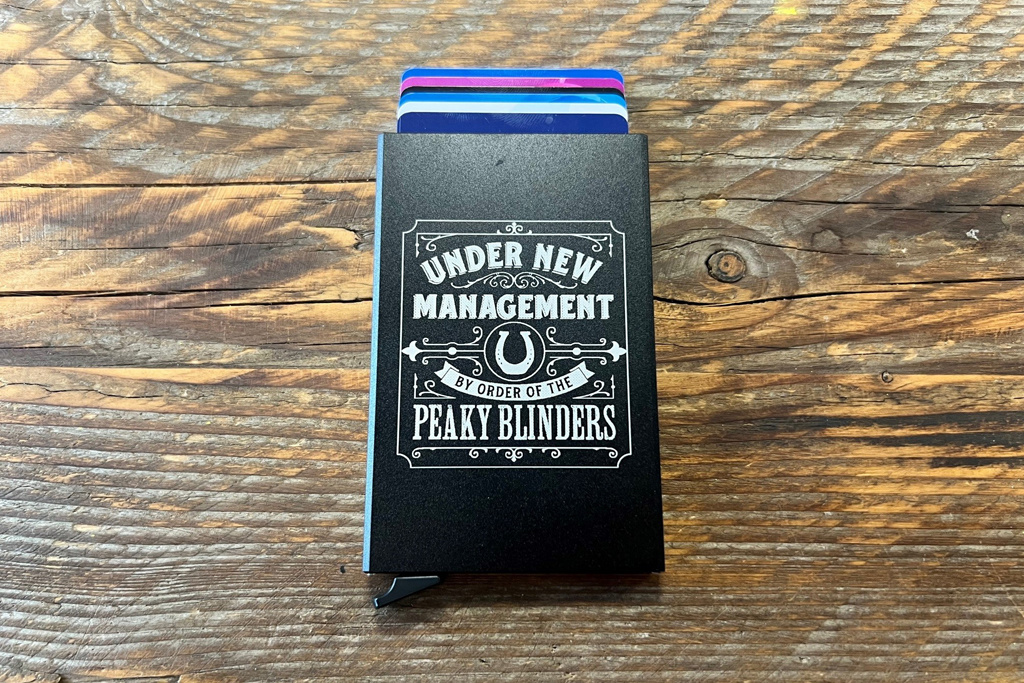 UNDER NEW
MANAGEMENT
BY ORDER OF THE
PEAKY BLINDERS